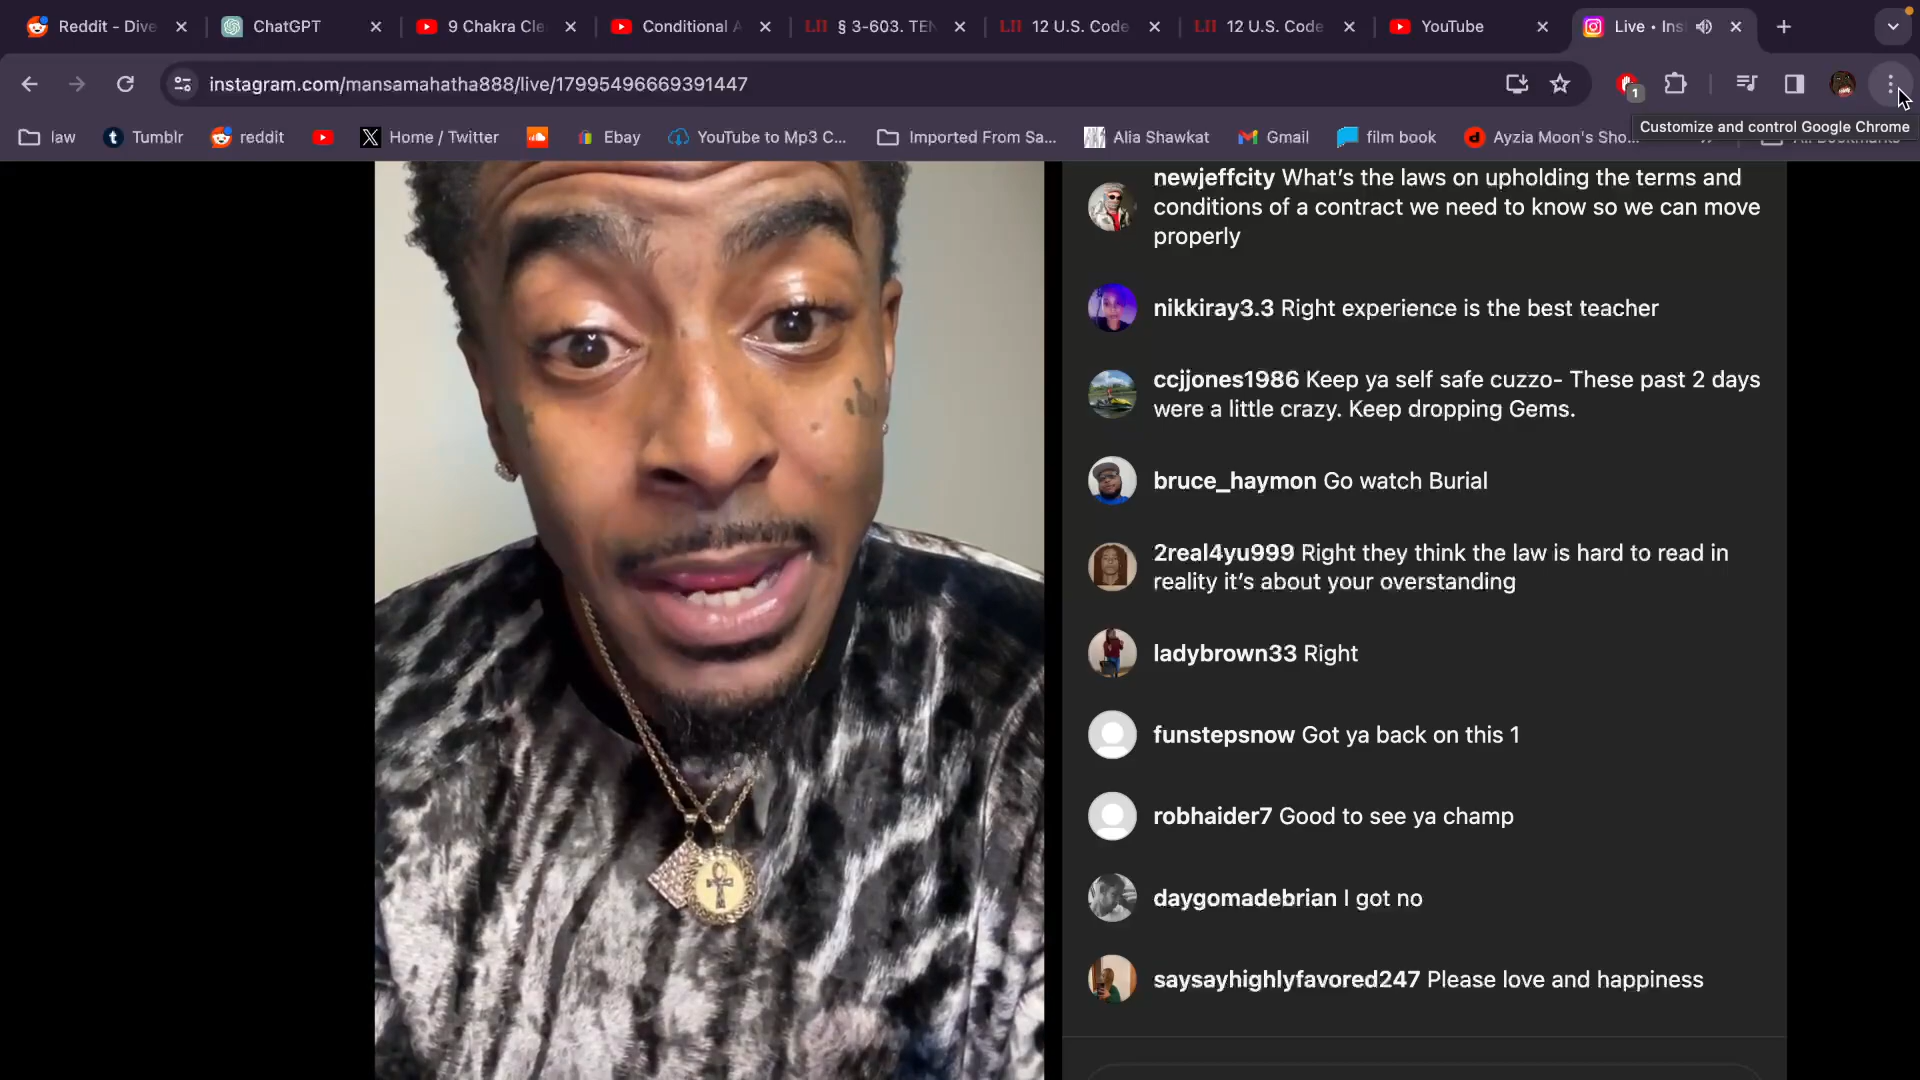 Reddit - Dive
ChatGPT
9 Chakra Cle
Conditional A
LII § 3-603. TEN
LII 12 U.S. Code
LII 12 U.S. Code
YouTube
Live • Ins
instagram.com/mansamahatha888/live/17995496669391447
1
law
Tumblr
reddit
Home / Twitter
Ebay
YouTube to Mp3 C...
Imported From Sa...
Alia Shawkat
Gmail
film book
Ayzia Moon's Sho...
Customize and control Google Chrome
newjeffcity What's the laws on upholding the terms and
conditions of a contract we need to know so we can move
properly
nikkiray3.3 Right experience is the best teacher
ccjjones1986 Keep ya self safe cuzzo- These past 2 days
were a little crazy. Keep dropping Gems.
bruce_haymon Go watch Burial
2real4yu999 Right they think the law is hard to read in
reality it's about your overstanding
ladybrown33 Right
funstepsnow Got ya back on this 1
robhaider7 Good to see ya champ
daygomadebrian I got no
saysayhighlyfavored247 Please love and happiness